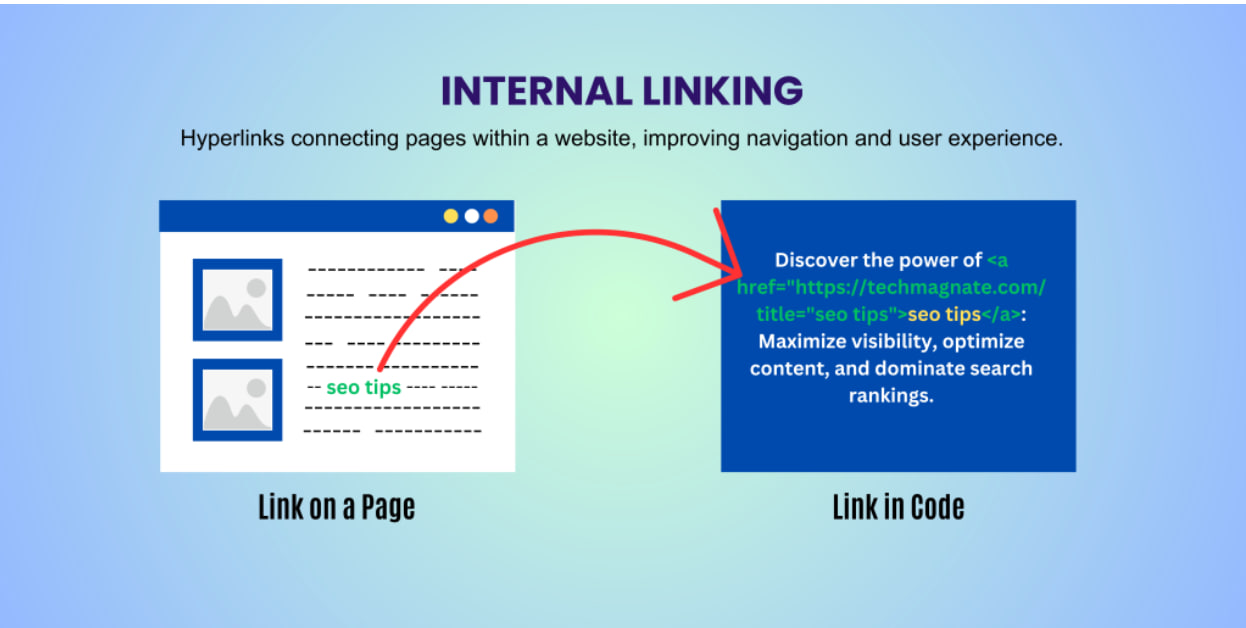 INTERNAL LINKING
Hyperlinks connecting pages within a website, improving navigation and user experience.
seo tips
Link on a Page
Discover the power of <a
href="https://techmagnate.com/
title="seo tips">seo tips</a>:
Maximize visibility, optimize
content, and dominate search
rankings.
Link in Code